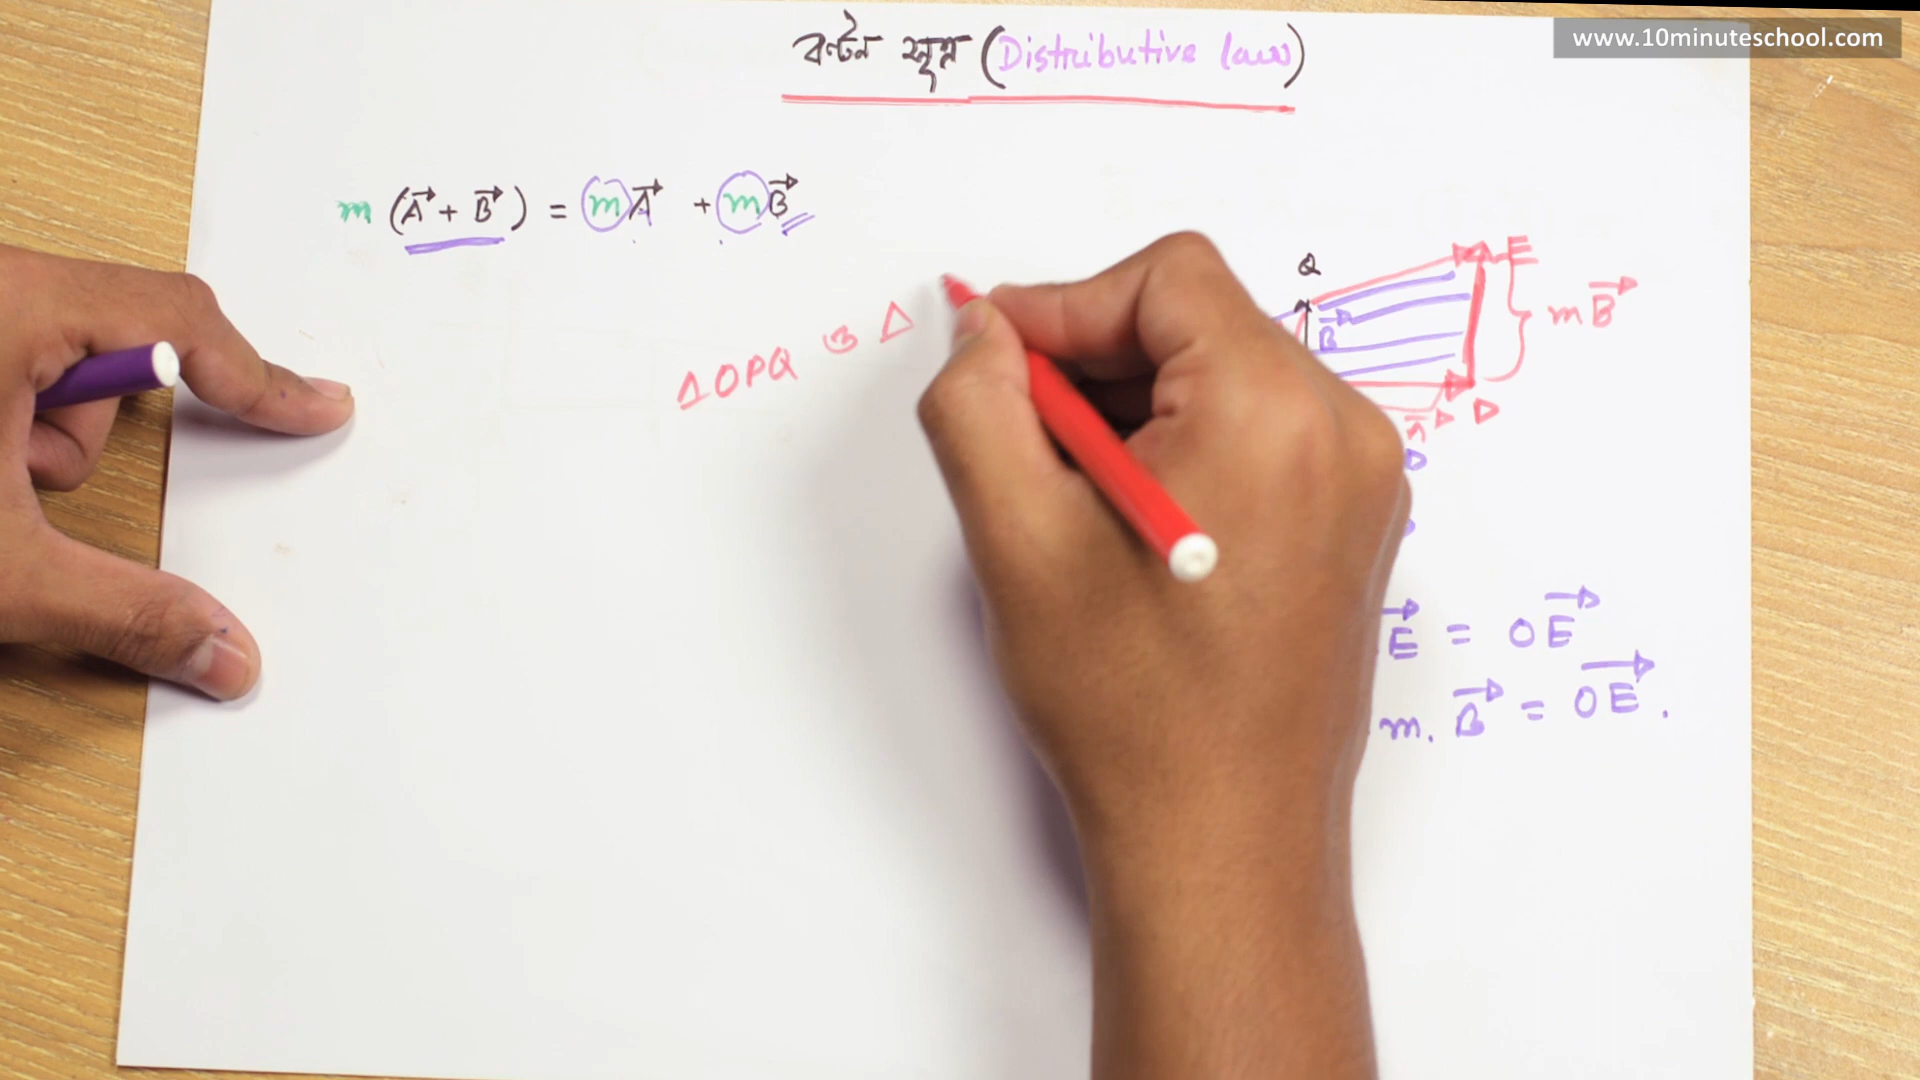 www.10minuteschool.com
বণ্টন সূত্র (Distributive law)
m (A→ + B→) = mA→ + mB→
Q
E
B→
mB→
ΔOPQ ও Δ
D
E→ = OE→
m. B→ = OE→.